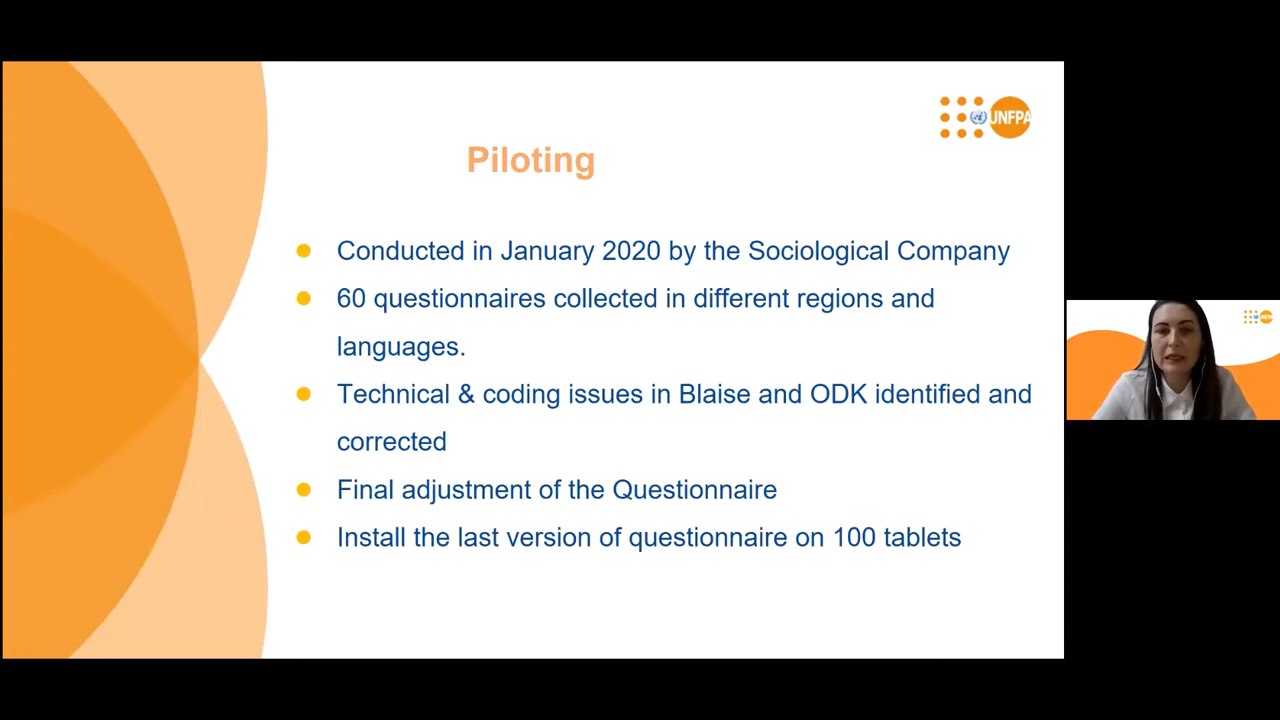 UNFPA
Piloting
Conducted in January 2020 by the Sociological Company
60 questionnaires collected in different regions and
languages.
Technical & coding issues in Blaise and ODK identified and
corrected
Final adjustment of the Questionnaire
Install the last version of questionnaire on 100 tablets